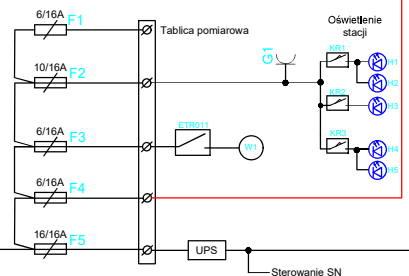 6/16A F1
Tablica pomiarowa
Oświetlenie
stacji
10/16A F2
G1
KR1
H1
H2
KR2
H3
6/16A F3
ETR011
W1
KR3
H4
H5
6/16A F4
16/16A F5
UPS
Sterowanie SN